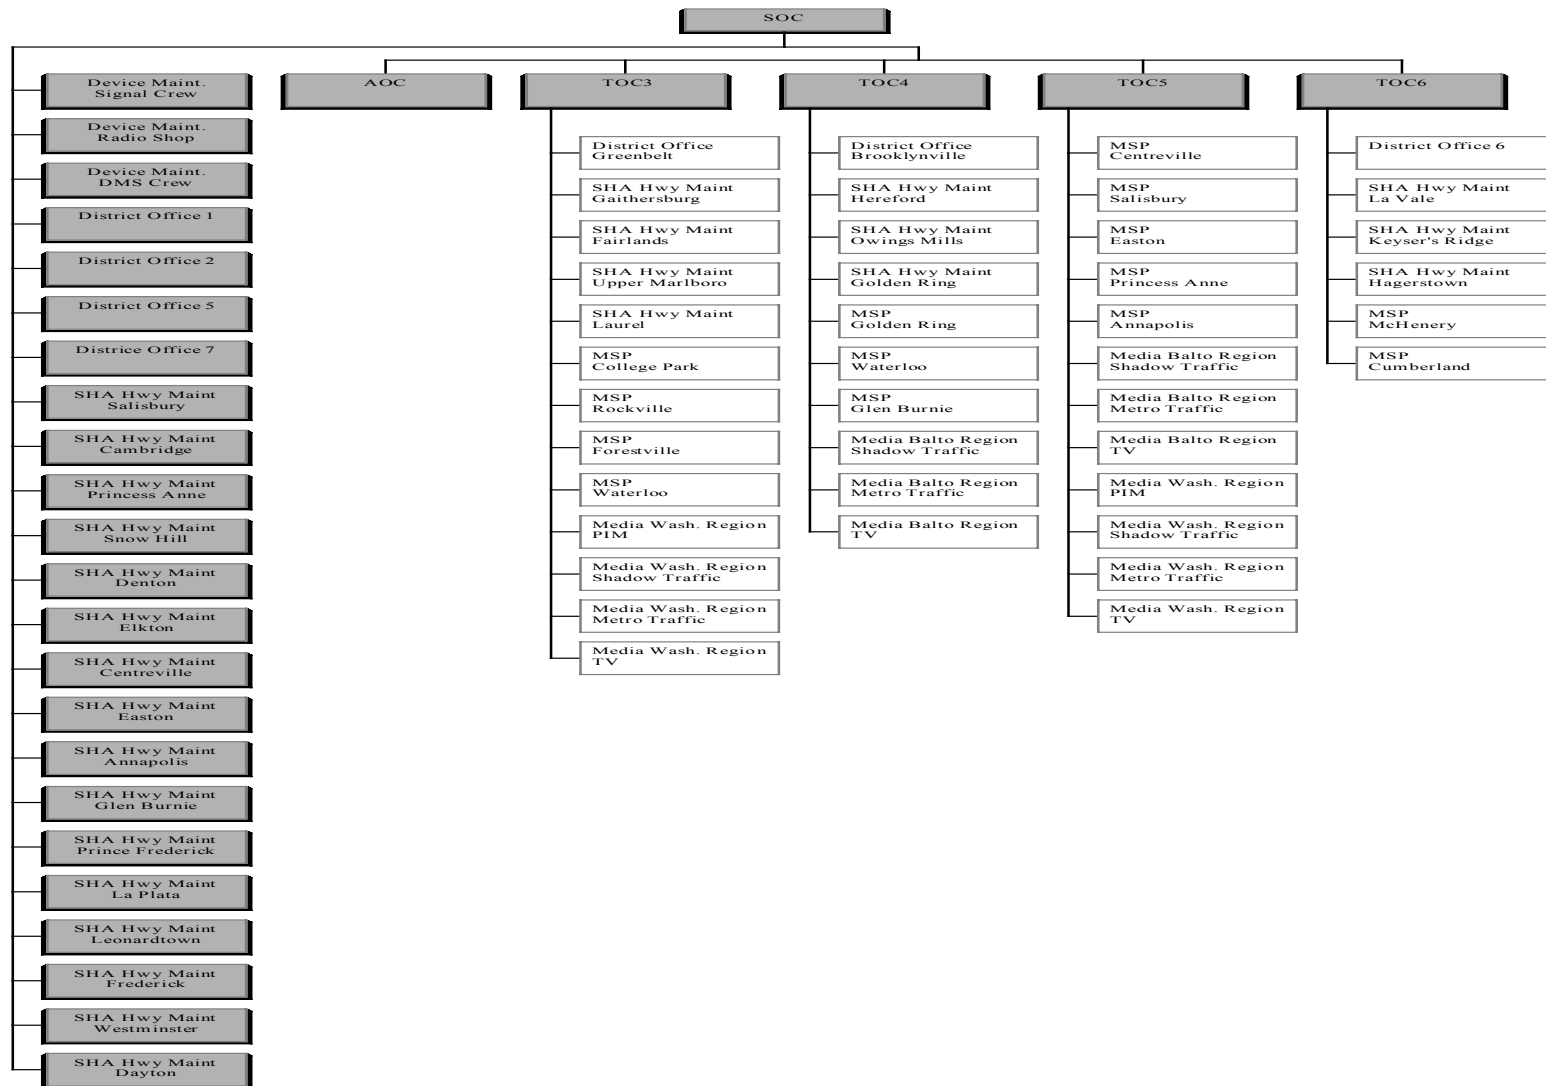 SOC
Device Maint.
Signal Crew
Device Maint.
Radio Shop
Device Maint.
DMS Crew
District Office 1
District Office 2
District Office 5
Districe Office 7
SHA Hwy Maint
Salisbury
SHA Hwy Maint
Cambridge
SHA Hwy Maint
Princess Anne
SHA Hwy Maint
Snow Hill
SHA Hwy Maint
Denton
SHA Hwy Maint
Elkton
SHA Hwy Maint
Centreville
SHA Hwy Maint
Easton
SHA Hwy Maint
Annapolis
SHA Hwy Maint
Glen Burnie
SHA Hwy Maint
Prince Frederick
SHA Hwy Maint
La Plata
SHA Hwy Maint
Leonardtown
SHA Hwy Maint
Frederick
SHA Hwy Maint
Westminster
SHA Hwy Maint
Dayton
AOC
TOC3
District Office
Greenbelt
SHA Hwy Maint
Gaithersburg
SHA Hwy Maint
Fairlands
SHA Hwy Maint
Upper Marlboro
SHA Hwy Maint
Laurel
MSP
College Park
MSP
Rockville
MSP
Forestville
MSP
Waterloo
Media Wash. Region
PIM
Media Wash. Region
Shadow Traffic
Media Wash. Region
Metro Traffic
Media Wash. Region
TV
TOC4
District Office
Brooklynville
SHA Hwy Maint
Hereford
SHA Hwy Maint
Owings Mills
SHA Hwy Maint
Golden Ring
MSP
Golden Ring
MSP
Waterloo
MSP
Glen Burnie
Media Balto Region
Shadow Traffic
Media Balto Region
Metro Traffic
Media Balto Region
TV
TOC5
MSP
Centreville
MSP
Salisbury
MSP
Easton
MSP
Princess Anne
MSP
Annapolis
Media Balto Region
Shadow Traffic
Media Balto Region
Metro Traffic
Media Balto Region
TV
Media Wash. Region
PIM
Media Wash. Region
Shadow Traffic
Media Wash. Region
Metro Traffic
Media Wash. Region
TV
TOC6
District Office 6
SHA Hwy Maint
La Vale
SHA Hwy Maint
Keyser's Ridge
SHA Hwy Maint
Hagerstown
MSP
McHenery
MSP
Cumberland